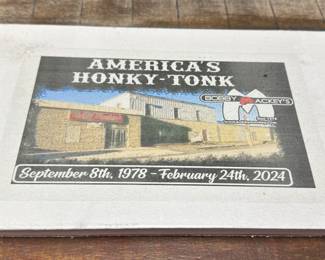 AMERICA'S
HONKY-TONK
BOBBY MACKEY'S
September 8th, 1978 - February 24th, 2024